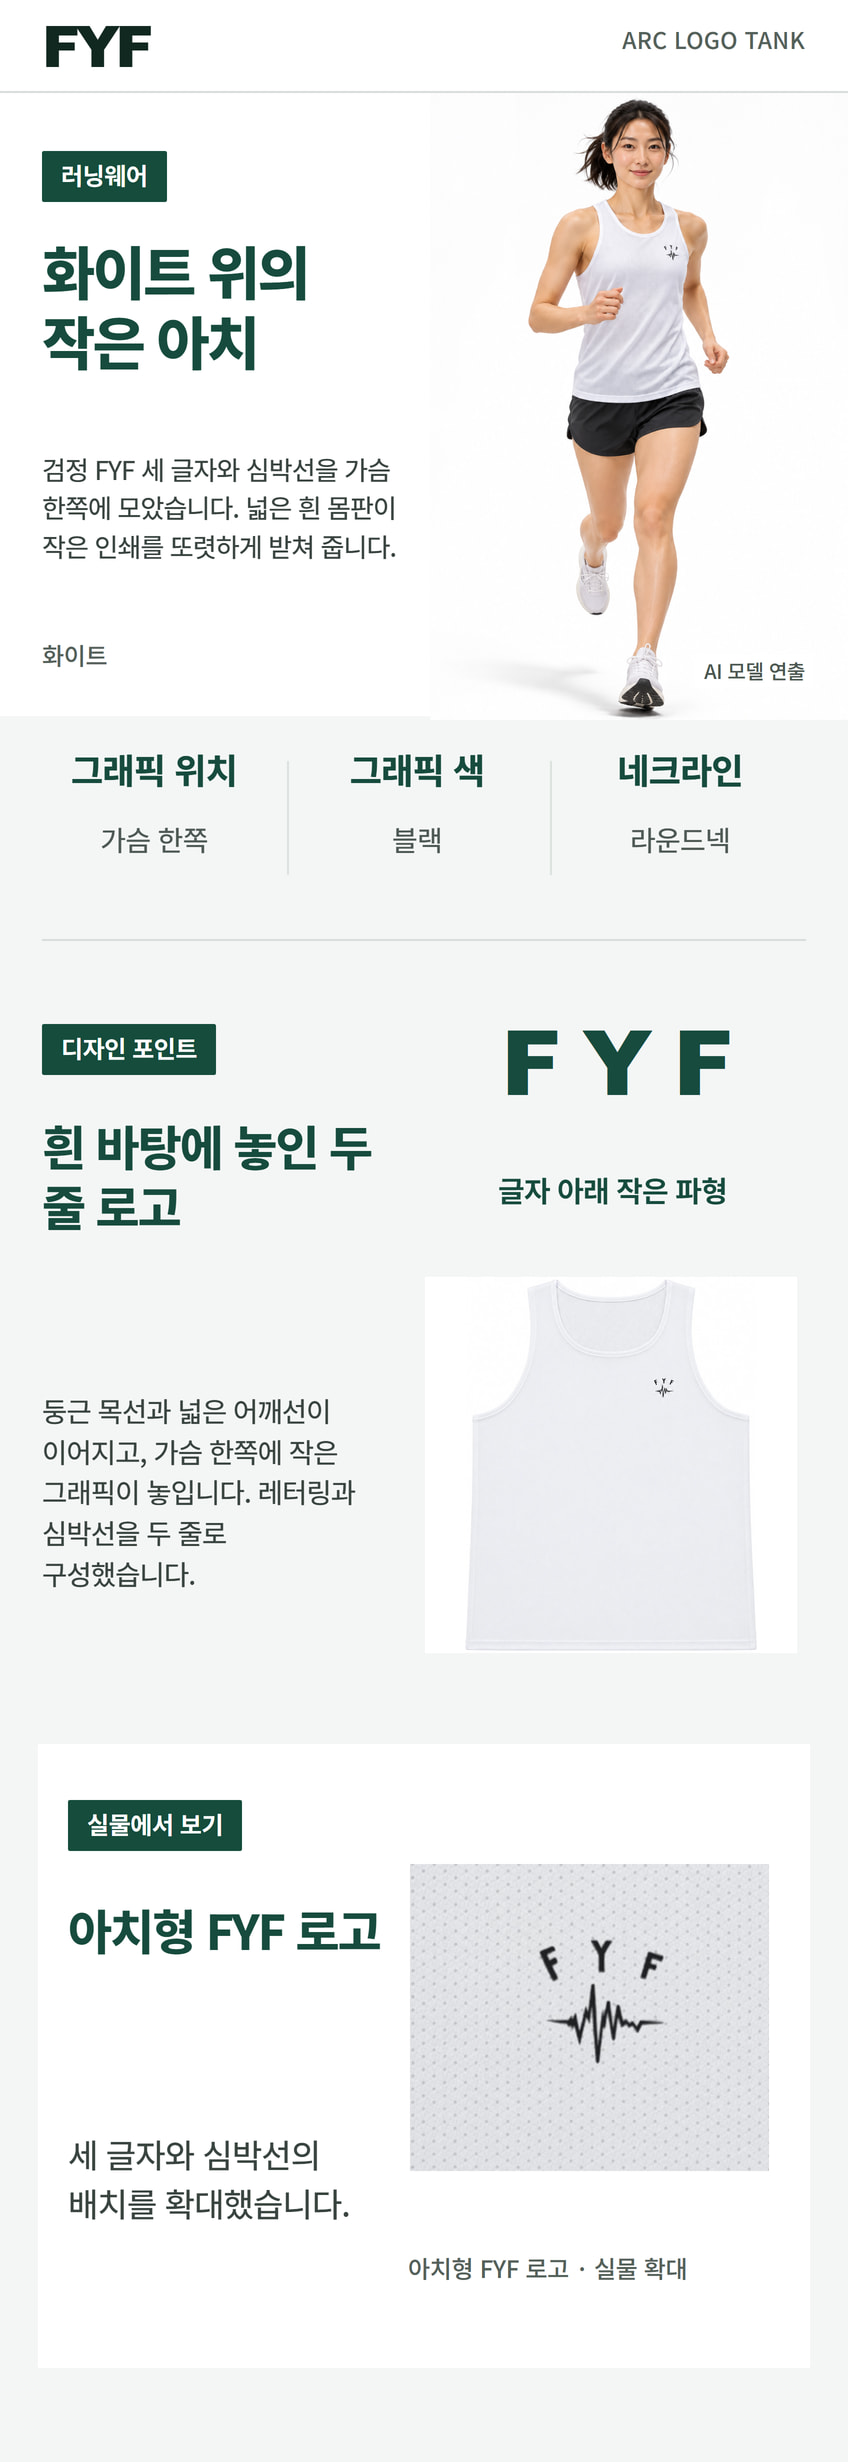 FYF
ARC LOGO TANK
러닝웨어
화이트 위의
작은 아치
검정 FYF 세 글자와 심박선을 가슴
한쪽에 모았습니다. 넓은 흰 몸판이
작은 인쇄를 또렷하게 받쳐 줍니다.
화이트
F Y F
AI 모델 연출
그래픽 위치
가슴 한쪽
그래픽 색
블랙
네크라인
라운드넥
디자인 포인트
흰 바탕에 놓인 두
줄 로고
둥근 목선과 넓은 어깨선이
이어지고, 가슴 한쪽에 작은
그래픽이 놓입니다. 레터링과
심박선을 두 줄로
구성했습니다.
F Y F
글자 아래 작은 파형
F Y F
실물에서 보기
아치형 FYF 로고
세 글자와 심박선의
배치를 확대했습니다.
F Y F
아치형 FYF 로고 · 실물 확대